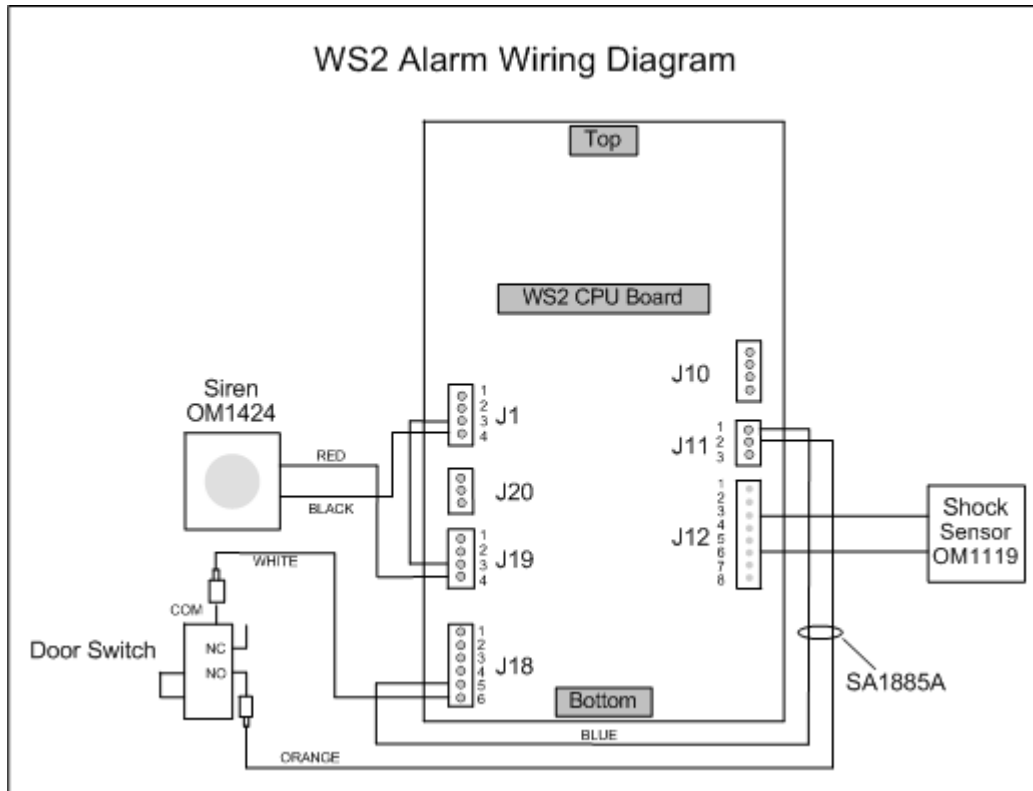 WS2 Alarm Wiring Diagram
Top
WS2 CPU Board
Siren
OM1424
RED
BLACK
1
2
3
4
J1
J20
1
2
3
4
J19
J10
1
2
3
J11
1
2
3
4
5
6
7
8
J12
Shock
Sensor
OM1119
WHITE
COM
NC
NO
Door Switch
1
2
3
4
5
6
J18
Bottom
SA1885A
BLUE
ORANGE